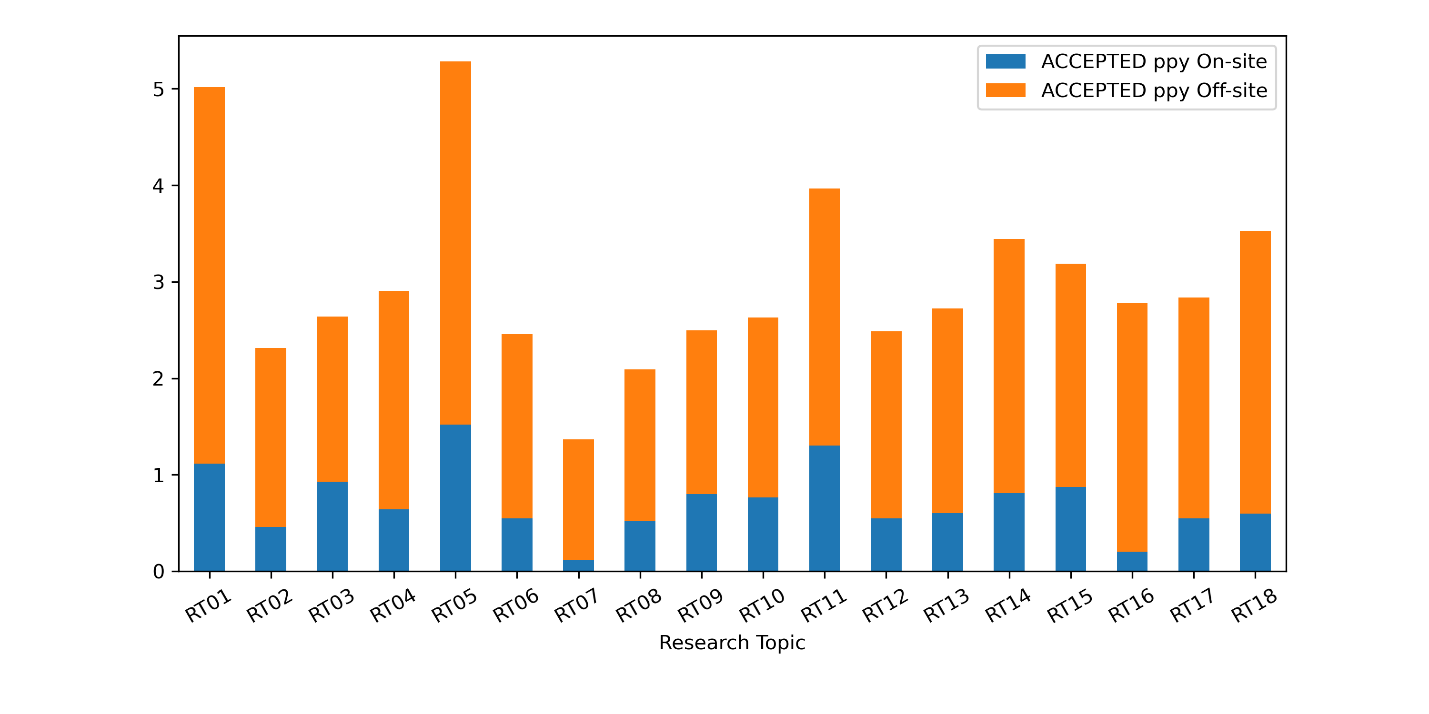 ACCEPTED ppy On-site
ACCEPTED ppy Off-site
5
4
3
2
1
0
RT01 RT02 RT03 RT04 RT05 RT06 RT07 RT08 RT09 RT10 RT11 RT12 RT13 RT14 RT15 RT16 RT17 RT18
Research Topic